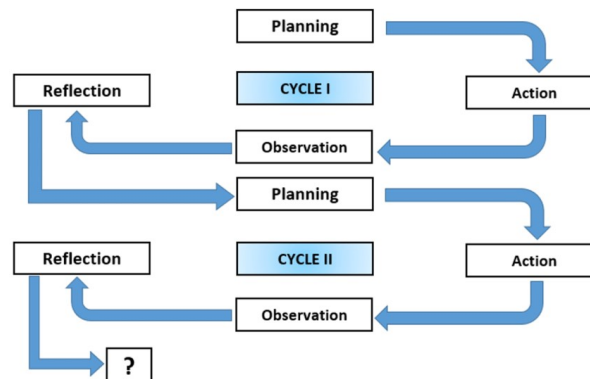 Planning
Reflection
CYCLE I
Action
Observation
Planning
Reflection
CYCLE II
Action
Observation
?